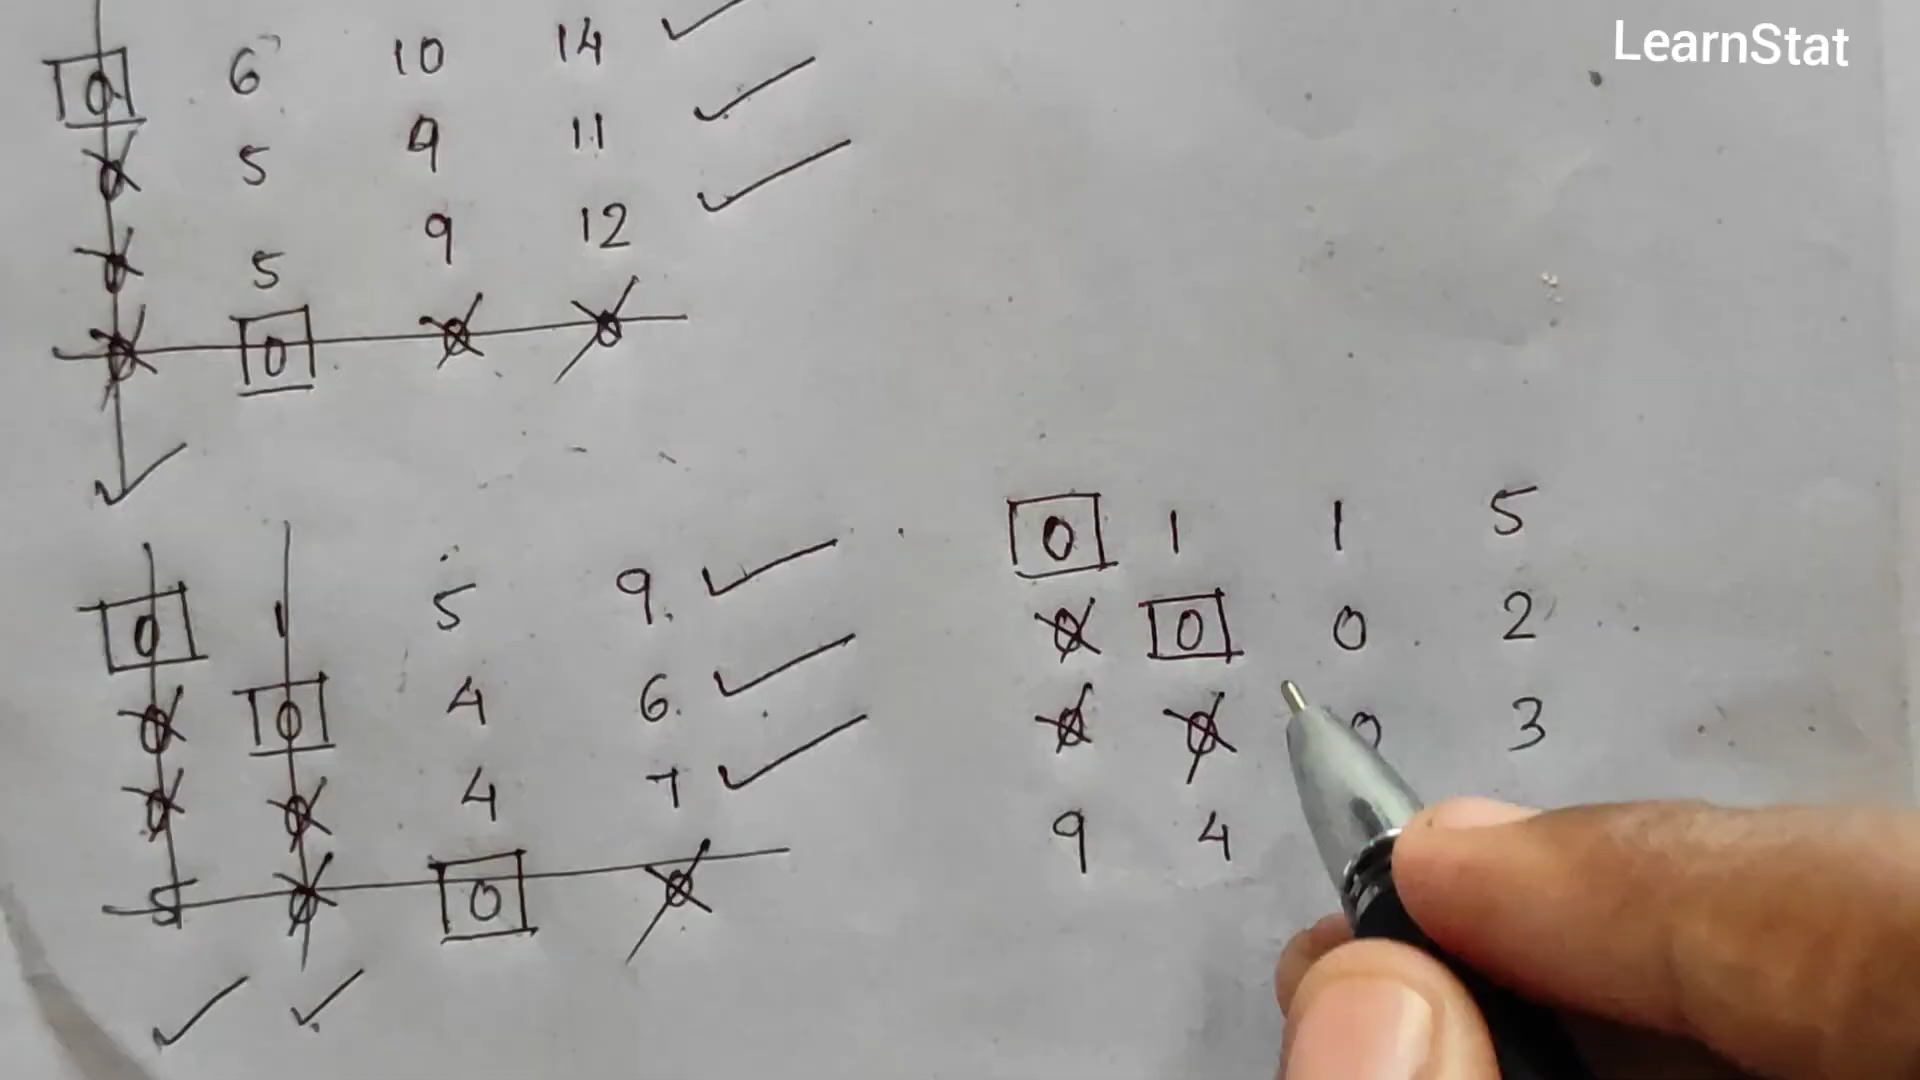 LearnStat
0 6 10 14
0 5 9 11
0 5 9 12
0 0 0 0
0 1 5 9
0 0 4 6
0 0 4 7
5 0 0 0
0 1 1 5
0 0 0 2
0 0 0 3
9 4